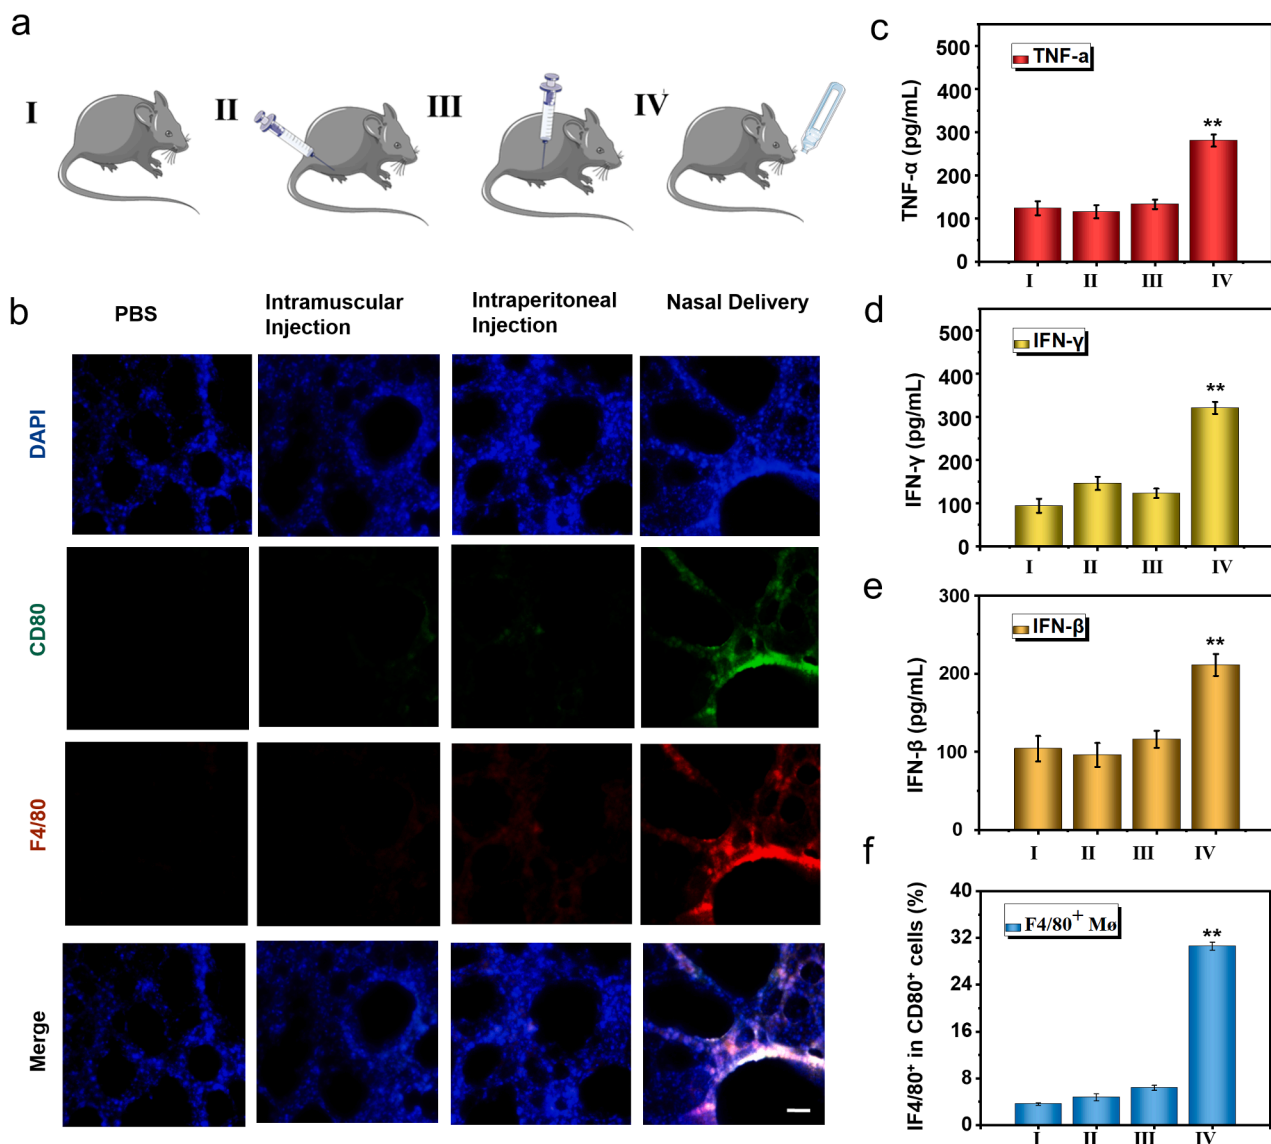 a
I
II
III
IV
b
PBS
Intramuscular
Injection
Intraperitoneal
Injection
Nasal Delivery
DAPI
CD80
F4/80
Merge
c
TNF-α (pg/mL)
500
400
300
200
100
0
TNF-a
**
I
II
III
IV
d
IFN-γ (pg/mL)
500
400
300
200
100
0
IFN-γ
**
I
II
III
IV
e
IFN-β (pg/mL)
300
200
100
0
IFN-β
**
I
II
III
IV
f
IF4/80⁺ in CD80⁺ cells (%)
40
32
24
16
8
0
F4/80⁺ Mø
**
I
II
III
IV